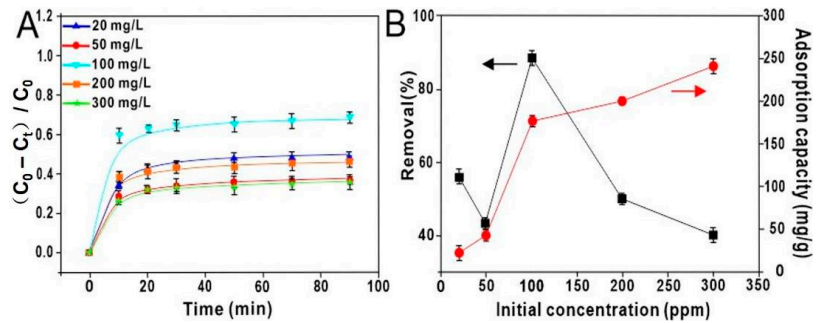 A
20 mg/L
50 mg/L
100 mg/L
200 mg/L
300 mg/L
(C₀ – Cₜ) / C₀
1.2
1.0
0.8
0.6
0.4
0.2
0.0
0 20 40 60 80 100
Time (min)
B
Removal(%)
100
80
60
40
300
250
200
150
100
50
0
Adsorption capacity (mg/g)
0 50 100 150 200 250 300
Initial concentration (ppm)